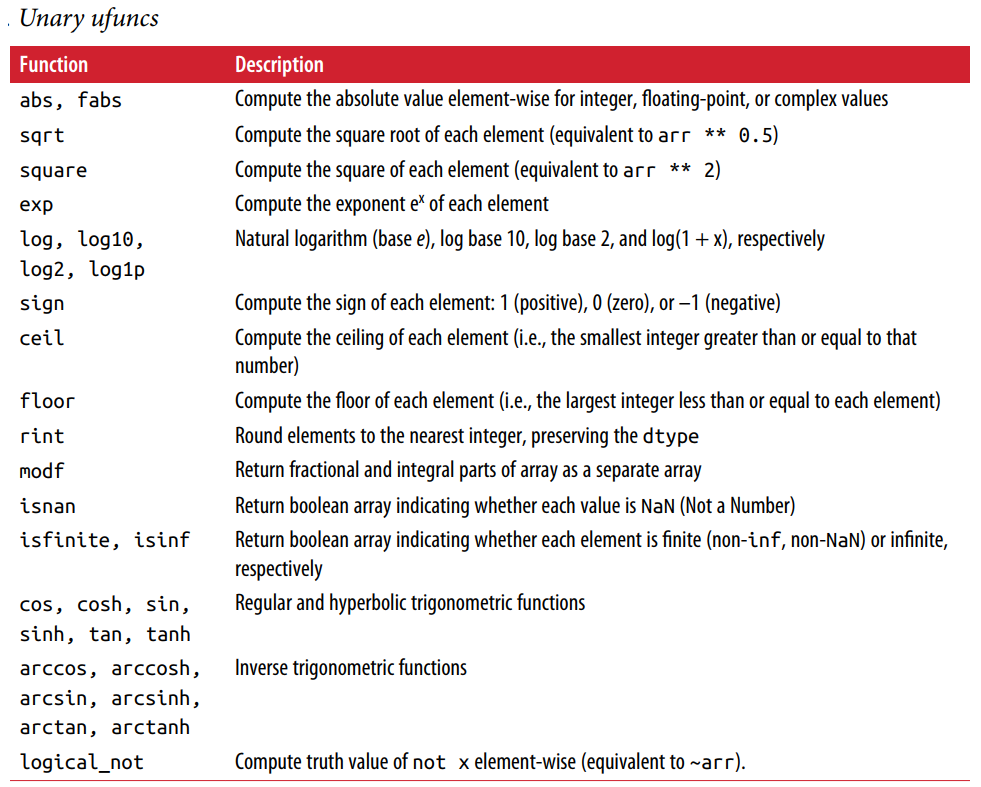 . Unary ufuncs
Function Description
abs, fabs Compute the absolute value element-wise for integer, floating-point, or complex values
sqrt Compute the square root of each element (equivalent to arr ** 0.5)
square Compute the square of each element (equivalent to arr ** 2)
exp Compute the exponent eˣ of each element
log, log10, Natural logarithm (base e), log base 10, log base 2, and log(1 + x), respectively
log2, log1p
sign Compute the sign of each element: 1 (positive), 0 (zero), or –1 (negative)
ceil Compute the ceiling of each element (i.e., the smallest integer greater than or equal to that
number)
floor Compute the floor of each element (i.e., the largest integer less than or equal to each element)
rint Round elements to the nearest integer, preserving the dtype
modf Return fractional and integral parts of array as a separate array
isnan Return boolean array indicating whether each value is NaN (Not a Number)
isfinite, isinf Return boolean array indicating whether each element is finite (non-inf, non-NaN) or infinite,
respectively
cos, cosh, sin, Regular and hyperbolic trigonometric functions
sinh, tan, tanh
arccos, arccosh, Inverse trigonometric functions
arcsin, arcsinh,
arctan, arctanh
logical_not Compute truth value of not x element-wise (equivalent to ~arr).